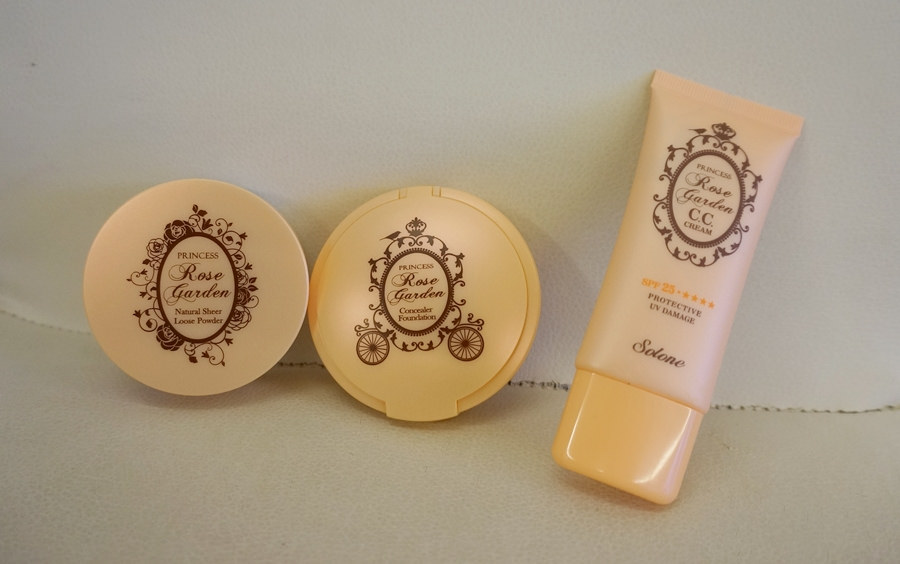 PRINCESS
Rose
Garden
Natural Sheer
Loose Powder
PRINCESS
Rose
Garden
Concealer
Foundation
PRINCESS
Rose
Garden
C.C.
CREAM
SPF 25 ★★★★★
PROTECTIVE
UV DAMAGE
Solone